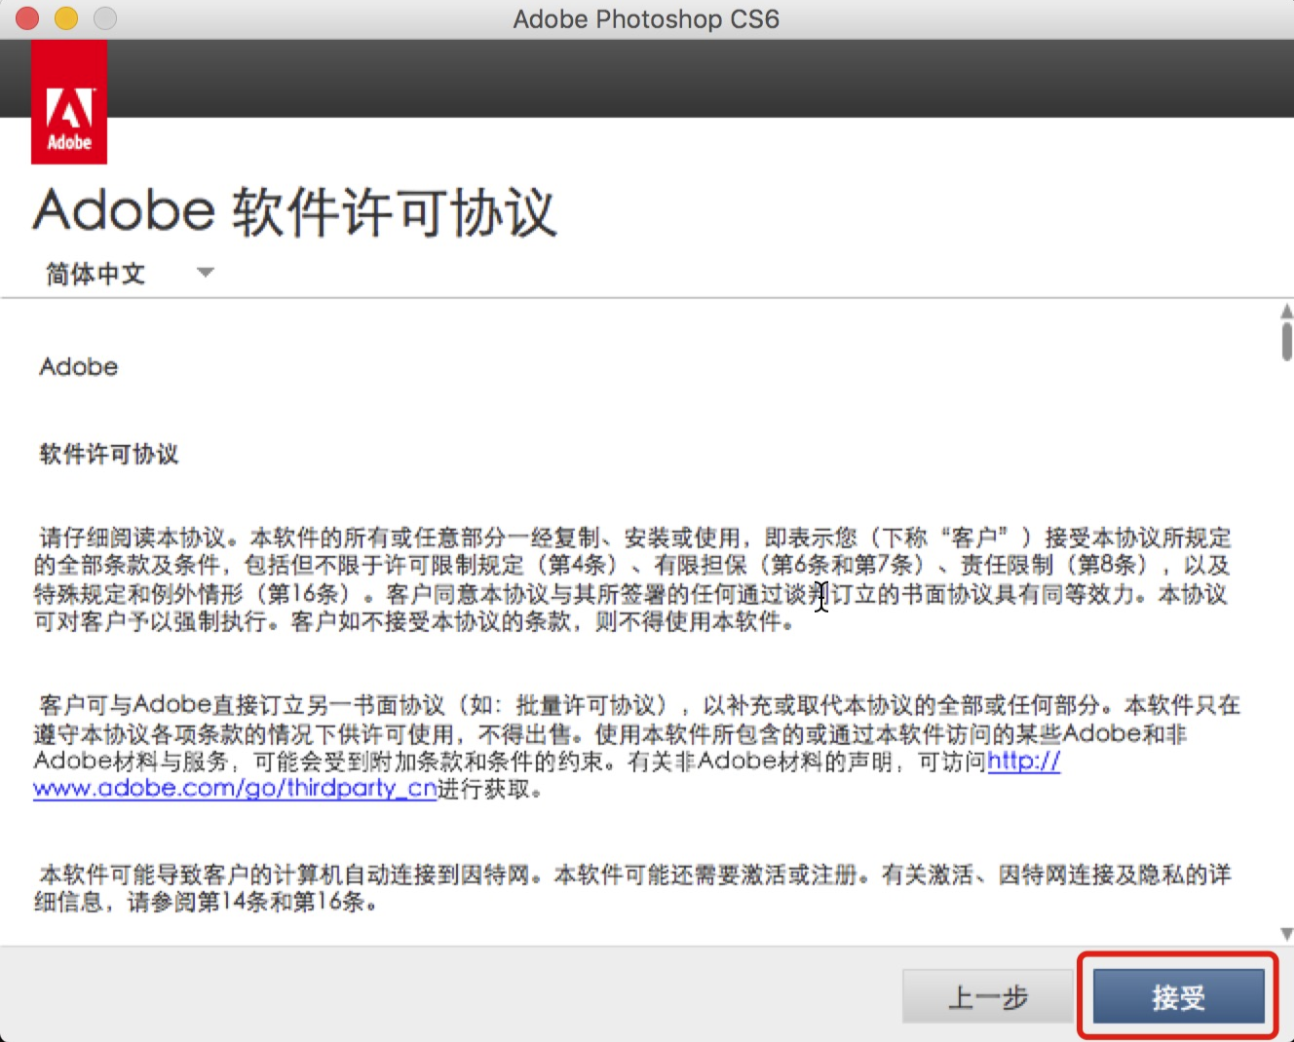 Adobe Photoshop CS6
Adobe
Adobe 软件许可协议
简体中文
Adobe
软件许可协议
请仔细阅读本协议。本软件的所有或任意部分一经复制、安装或使用，即表示您（下称“客户”）接受本协议所规定
的全部条款及条件，包括但不限于许可限制规定（第4条）、有限担保（第6条和第7条）、责任限制（第8条），以及
特殊规定和例外情形（第16条）。客户同意本协议与其所签署的任何通过谈判订立的书面协议具有同等效力。本协议
可对客户予以强制执行。客户如不接受本协议的条款，则不得使用本软件。
客户可与Adobe直接订立另一书面协议（如：批量许可协议），以补充或取代本协议的全部或任何部分。本软件只在
遵守本协议各项条款的情况下供许可使用，不得出售。使用本软件所包含的或通过本软件访问的某些Adobe和非
Adobe材料与服务，可能会受到附加条款和条件的约束。有关非Adobe材料的声明，可访问http://
www.adobe.com/go/thirdparty_cn进行获取。
本软件可能导致客户的计算机自动连接到因特网。本软件可能还需要激活或注册。有关激活、因特网连接及隐私的详
细信息，请参阅第14条和第16条。
上一步
接受